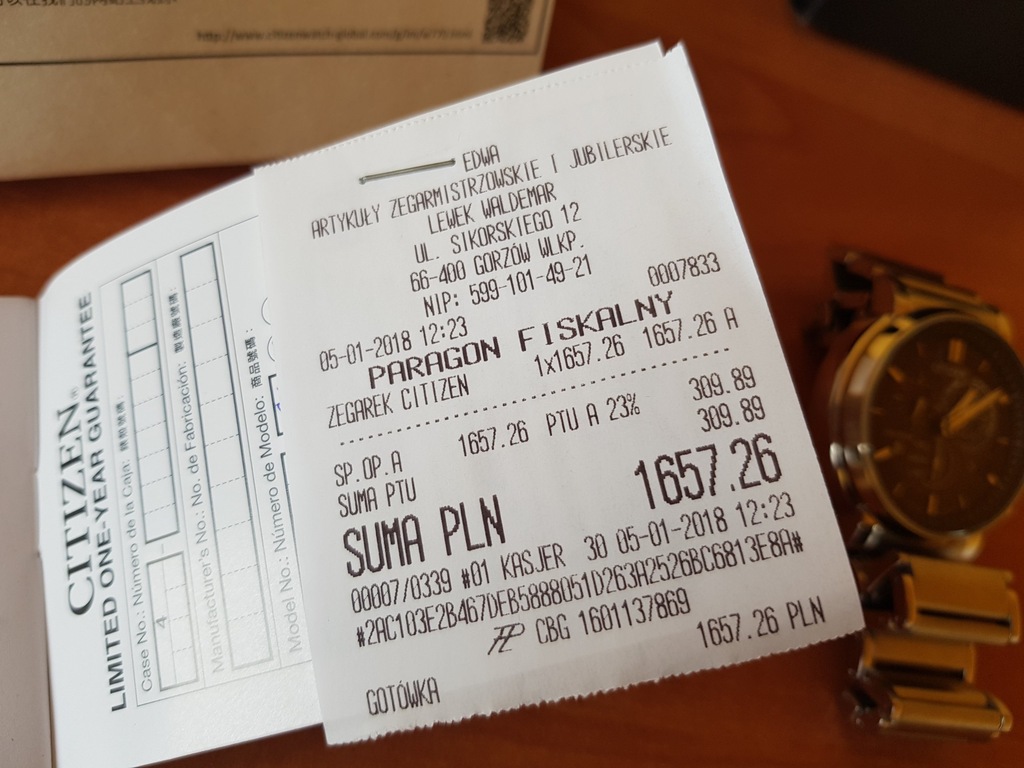 EDWA
ARTYKUŁY ZEGARMISTRZOWSKIE I JUBILERSKIE
LEWEK WALDEMAR
UL. SIKORSKIEGO 12
66-400 GORZÓW WLKP.
NIP: 599-101-49-21
05-01-2018 12:23 0007833
PARAGON FISKALNY
ZEGAREK CITIZEN 1x1657.26 1657.26 A
SP.OP.A 1657.26 PTU A 23% 309.89
SUMA PTU 309.89
SUMA PLN 1657.26
00007/0339 #01 KASJER 30 05-01-2018 12:23
#2AC103E2B467DEB5888051D263A2526BC6813E8A#
CBG 1601137869
GOTÓWKA 1657.26 PLN
CITIZEN®
LIMITED ONE-YEAR GUARANTEE
Case No.: Número de la Caja:
4
Manufacturer's No.: No. de Fabricación:
Model No.: Número de Modelo: 商品號碼: